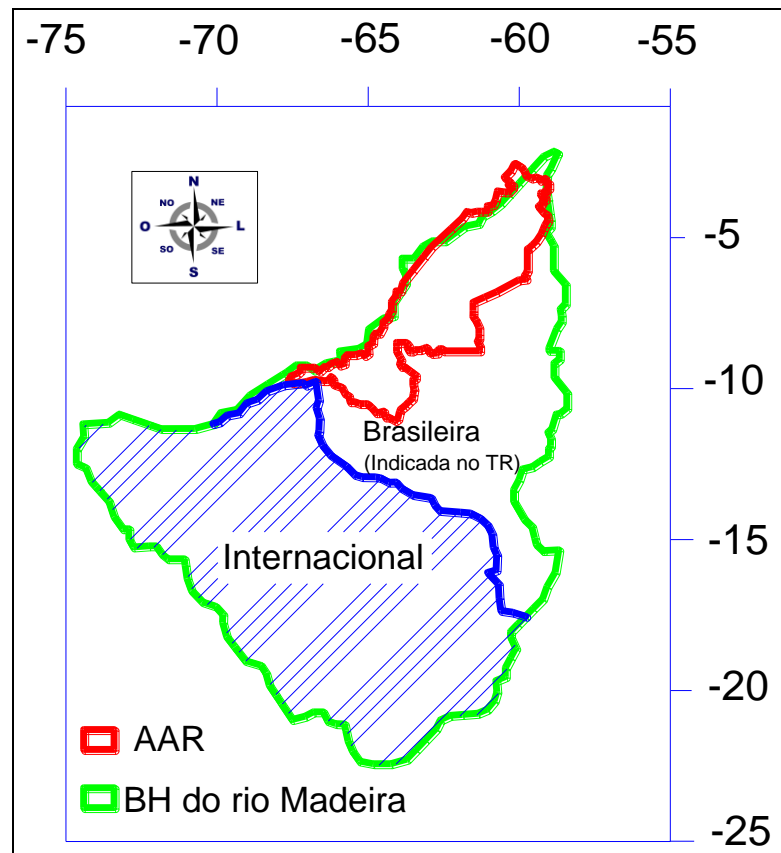 -75 -70 -65 -60 -55
N
NO NE
O L
SO SE
S
-5
-10
Brasileira
(Indicada no TR)
-15
Internacional
-20
AAR
BH do rio Madeira
-25